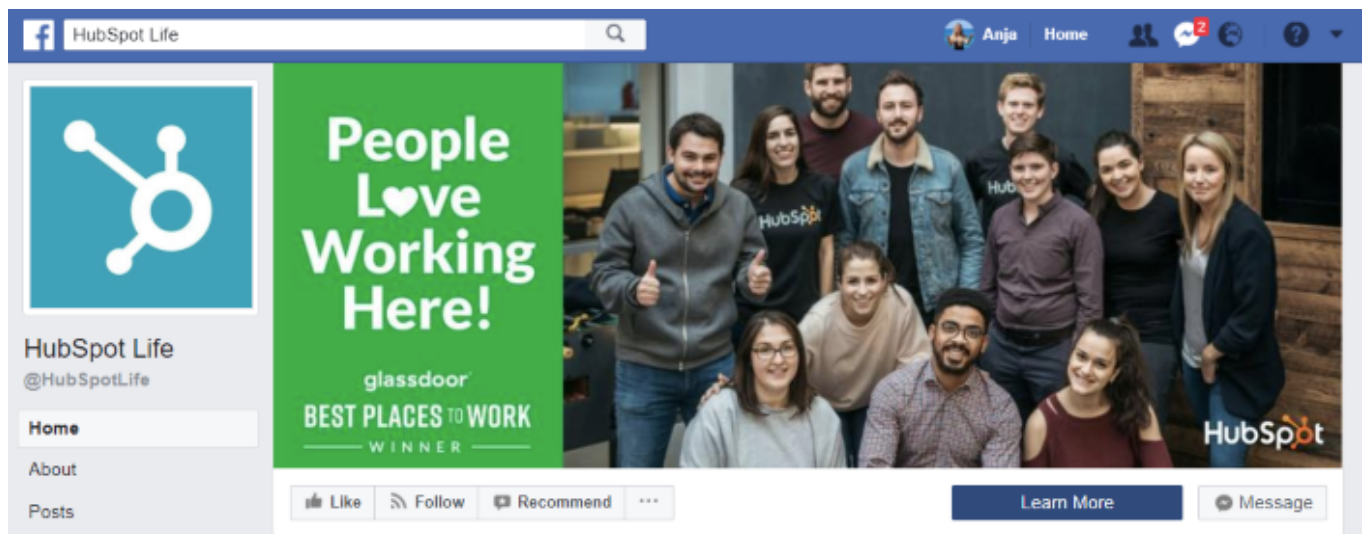 HubSpot Life
Anja Home 2
People
Love
Working
Here!
glassdoor
BEST PLACES TO WORK
WINNER
HubSpot
Hub
HubSpot
HubSpot Life
@HubSpotLife
Home
About
Posts
Like Follow Recommend ... Learn More Message